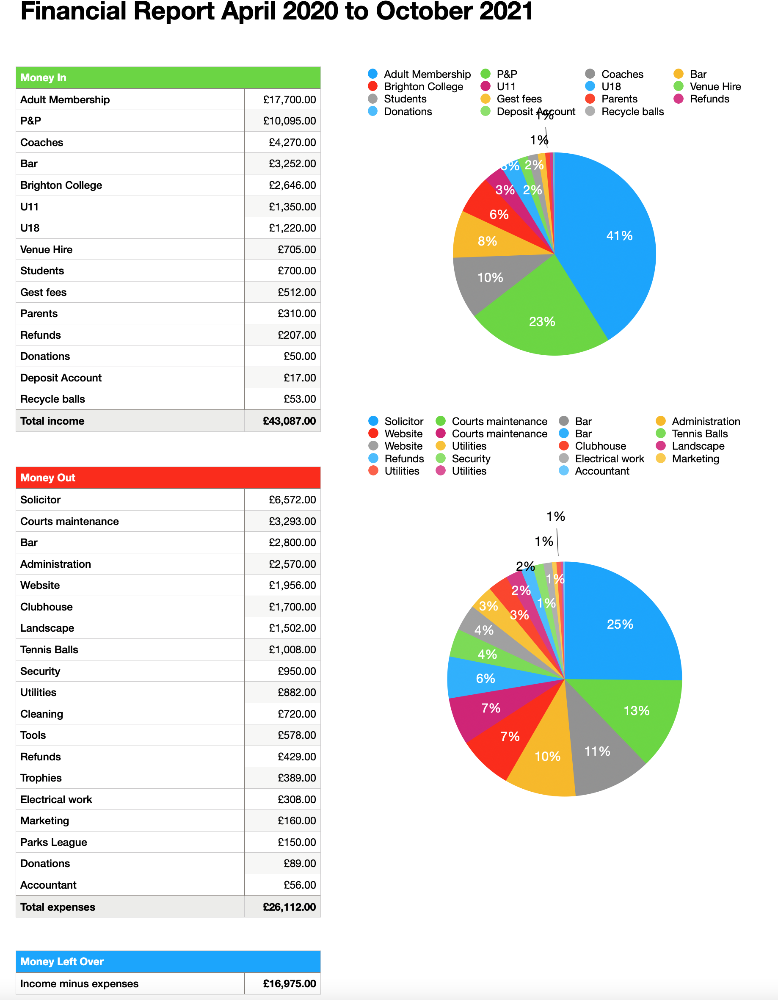 Financial Report April 2020 to October 2021
Money In
Adult Membership £17,700.00
P&P £10,095.00
Coaches £4,270.00
Bar £3,252.00
Brighton College £2,646.00
U11 £1,350.00
U18 £1,220.00
Venue Hire £705.00
Students £700.00
Gest fees £512.00
Parents £310.00
Refunds £207.00
Donations £50.00
Deposit Account £17.00
Recycle balls £53.00
Total income £43,087.00
Adult Membership P&P Coaches Bar
Brighton College U11 U18 Venue Hire
Students Gest fees Parents Refunds
Donations Deposit Account Recycle balls
1%
1%
3% 2%
3% 2%
6%
41%
8%
10%
23%
Money Out
Solicitor £6,572.00
Courts maintenance £3,293.00
Bar £2,800.00
Administration £2,570.00
Website £1,956.00
Clubhouse £1,700.00
Landscape £1,502.00
Tennis Balls £1,008.00
Security £950.00
Utilities £882.00
Cleaning £720.00
Tools £578.00
Refunds £429.00
Trophies £389.00
Electrical work £308.00
Marketing £160.00
Parks League £150.00
Donations £89.00
Accountant £56.00
Total expenses £26,112.00
Solicitor Courts maintenance Bar Administration
Website Courts maintenance Bar Tennis Balls
Website Utilities Clubhouse Landscape
Refunds Security Electrical work Marketing
Utilities Utilities Accountant
1%
1%
2%
1%
2%
1%
3%
3%
25%
4%
4%
6%
7%
13%
7%
11%
10%
Money Left Over
Income minus expenses £16,975.00